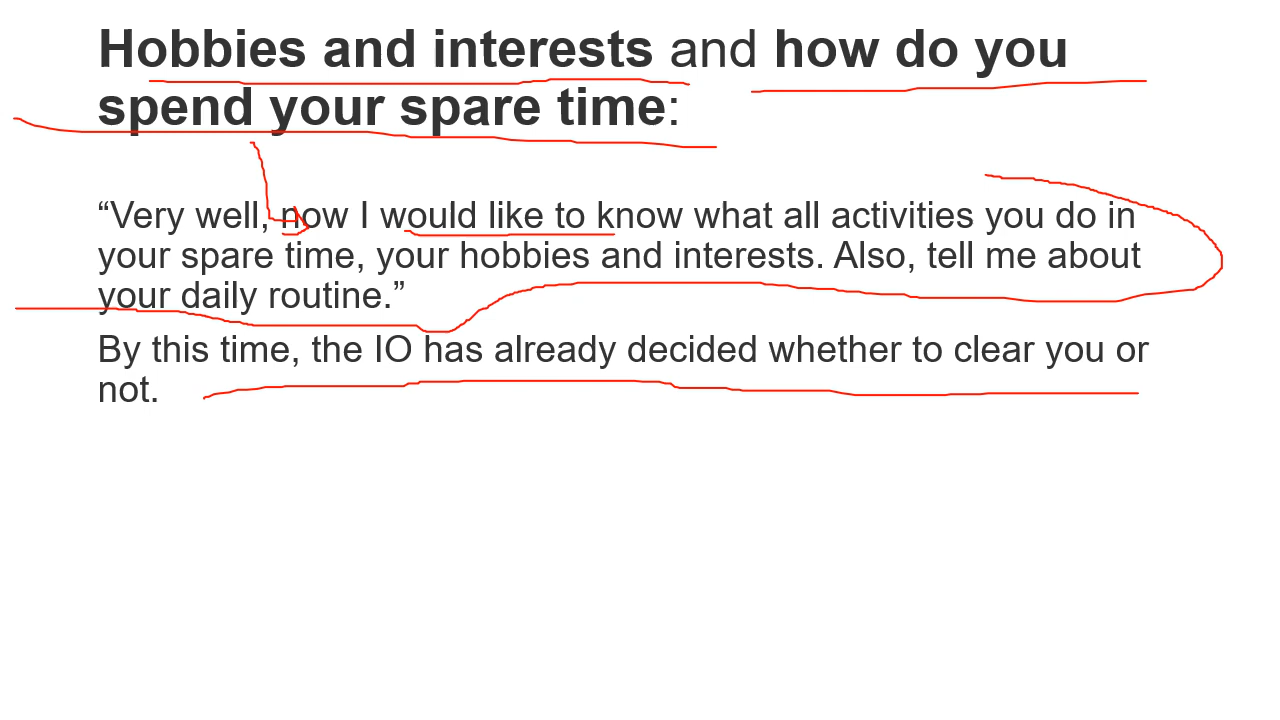 Hobbies and interests and how do you
spend your spare time:
“Very well, now I would like to know what all activities you do in
your spare time, your hobbies and interests. Also, tell me about
your daily routine.”
By this time, the IO has already decided whether to clear you or
not.